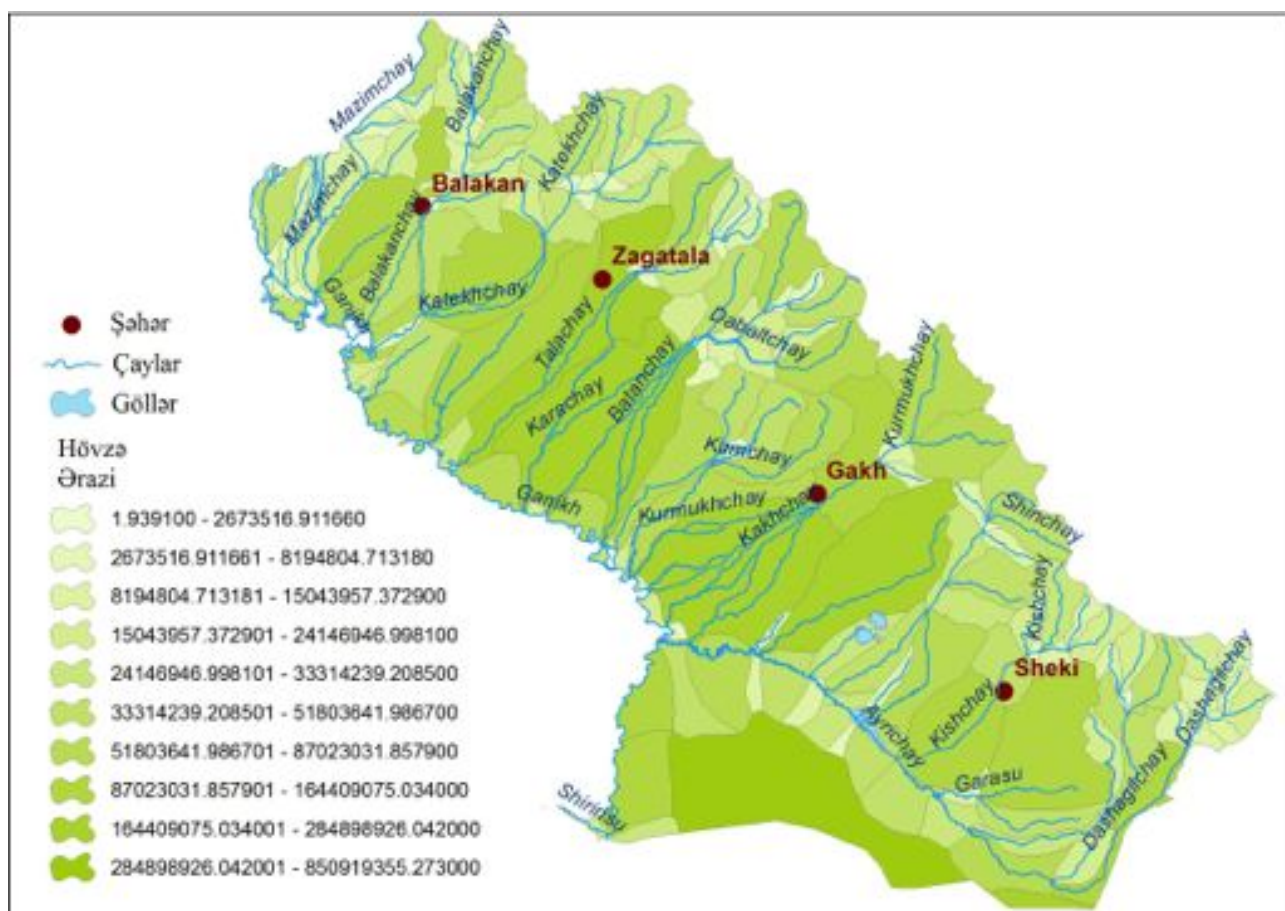 Mazimchay
Balakanchay
Katekhchay
Balakan
Mazimchay
Balakanchay
Zagatala
Ganikh
Katekhchay
Talachay
Dabialtchay
Karachay
Balanchay
Kurmukhchay
Kumchay
Gakh
Ganikh
Kurmukhchay
Kakhchay
Shinchay
Kishchay
Sheki
Dashagilchay
Kishchay
Aynchay
Garasu
Dashagilchay
Shirinsu
Şəhər
Çaylar
Göllər
Hövzə
Ərazi
1.939100 - 2673516.911660
2673516.911661 - 8194804.713180
8194804.713181 - 15043957.372900
15043957.372901 - 24146946.998100
24146946.998101 - 33314239.208500
33314239.208501 - 51803641.986700
51803641.986701 - 87023031.857900
87023031.857901 - 164409075.034000
164409075.034001 - 284898926.042000
284898926.042001 - 850919355.273000